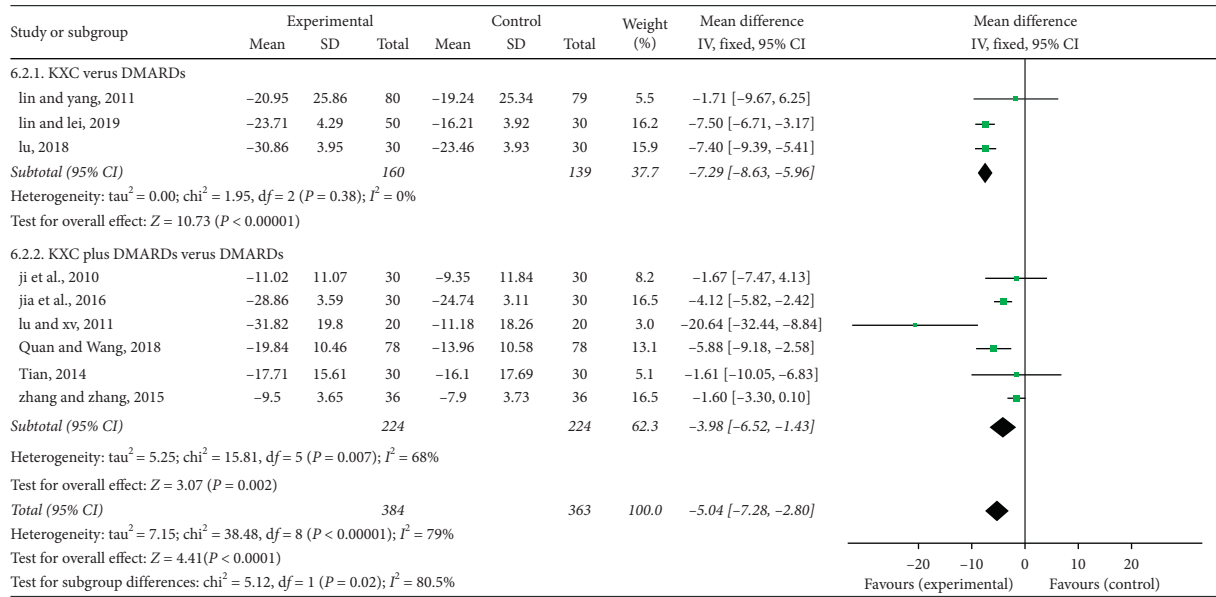 Study or subgroup Experimental Control Weight (%) Mean difference IV, fixed, 95% CI Mean difference IV, fixed, 95% CI
Mean SD Total Mean SD Total
6.2.1. KXC versus DMARDs
lin and yang, 2011 –20.95 25.86 80 –19.24 25.34 79 5.5 –1.71 [–9.67, 6.25]
lin and lei, 2019 –23.71 4.29 50 –16.21 3.92 30 16.2 –7.50 [–6.71, –3.17]
lu, 2018 –30.86 3.95 30 –23.46 3.93 30 15.9 –7.40 [–9.39, –5.41]
Subtotal (95% CI) 160 139 37.7 –7.29 [–8.63, –5.96]
Heterogeneity: tau² = 0.00; chi² = 1.95, df = 2 (P = 0.38); I² = 0%
Test for overall effect: Z = 10.73 (P < 0.00001)
6.2.2. KXC plus DMARDs versus DMARDs
ji et al., 2010 –11.02 11.07 30 –9.35 11.84 30 8.2 –1.67 [–7.47, 4.13]
jia et al., 2016 –28.86 3.59 30 –24.74 3.11 30 16.5 –4.12 [–5.82, –2.42]
lu and xv, 2011 –31.82 19.8 20 –11.18 18.26 20 3.0 –20.64 [–32.44, –8.84]
Quan and Wang, 2018 –19.84 10.46 78 –13.96 10.58 78 13.1 –5.88 [–9.18, –2.58]
Tian, 2014 –17.71 15.61 30 –16.1 17.69 30 5.1 –1.61 [–10.05, –6.83]
zhang and zhang, 2015 –9.5 3.65 36 –7.9 3.73 36 16.5 –1.60 [–3.30, 0.10]
Subtotal (95% CI) 224 224 62.3 –3.98 [–6.52, –1.43]
Heterogeneity: tau² = 5.25; chi² = 15.81, df = 5 (P = 0.007); I² = 68%
Test for overall effect: Z = 3.07 (P = 0.002)
Total (95% CI) 384 363 100.0 –5.04 [–7.28, –2.80]
Heterogeneity: tau² = 7.15; chi² = 38.48, df = 8 (P < 0.00001); I² = 79%
Test for overall effect: Z = 4.41(P < 0.0001)
Test for subgroup differences: chi² = 5.12, df = 1 (P = 0.02); I² = 80.5%
–20 –10 0 10 20
Favours (experimental) Favours (control)